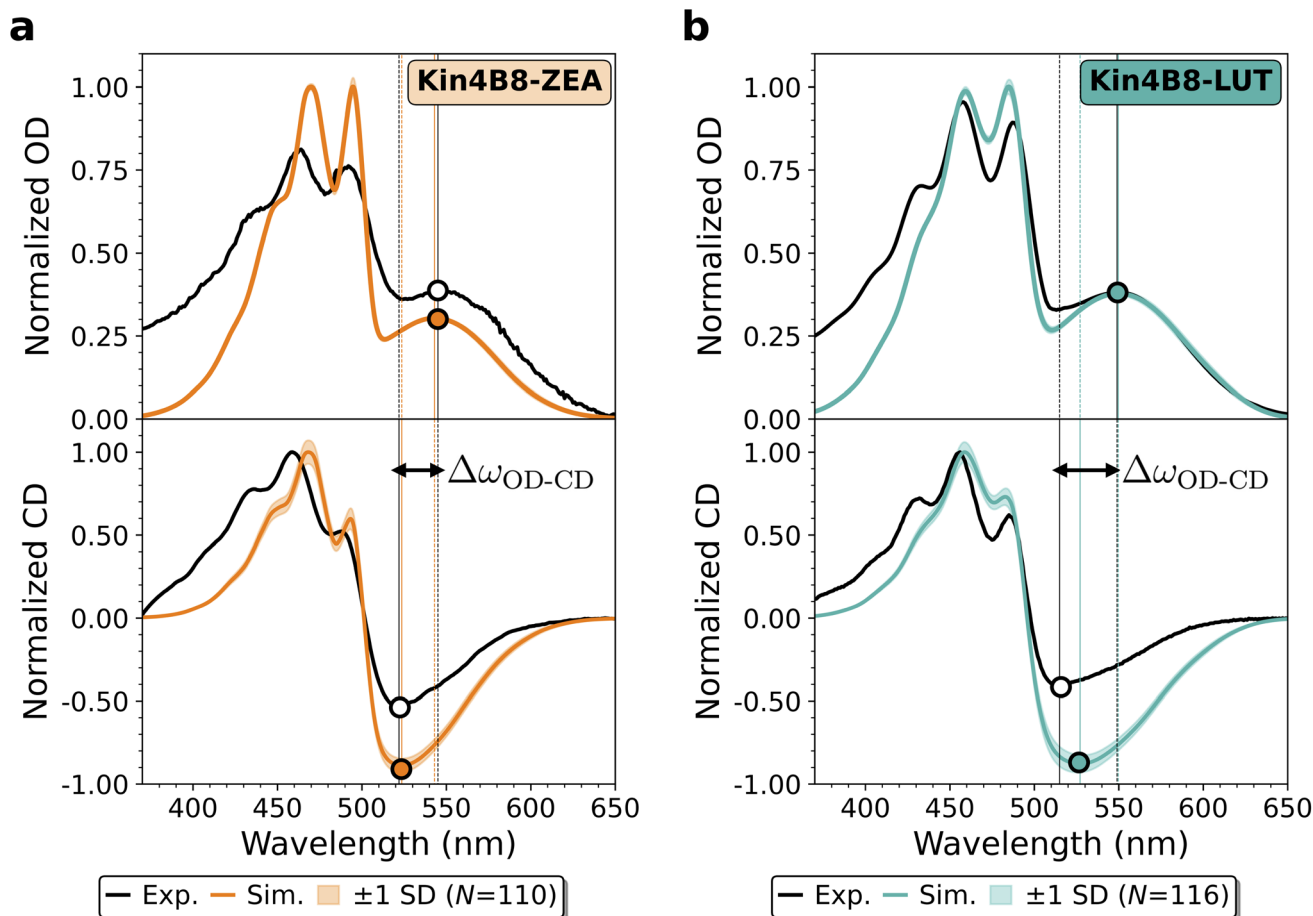 a
Kin4B8-ZEA
Normalized OD
1.00
0.75
0.50
0.25
0.00
Normalized CD
1.00
0.50
0.00
-0.50
-1.00
Δω_OD-CD
400 450 500 550 600 650
Wavelength (nm)
Exp. Sim. ±1 SD (N=110)
b
Kin4B8-LUT
Normalized OD
1.00
0.75
0.50
0.25
0.00
Normalized CD
1.00
0.50
0.00
-0.50
-1.00
Δω_OD-CD
400 450 500 550 600 650
Wavelength (nm)
Exp. Sim. ±1 SD (N=116)